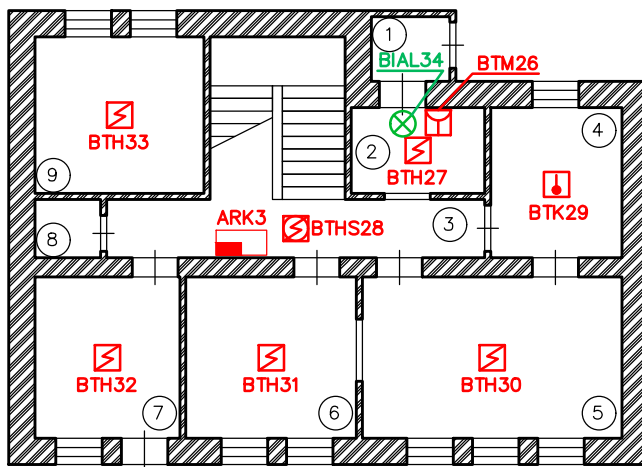 1
BIAL34
BTM26
4
BTH33
2
BTH27
9
BTK29
ARK3
BTHS28
3
8
BTH32
BTH31
BTH30
7
6
5